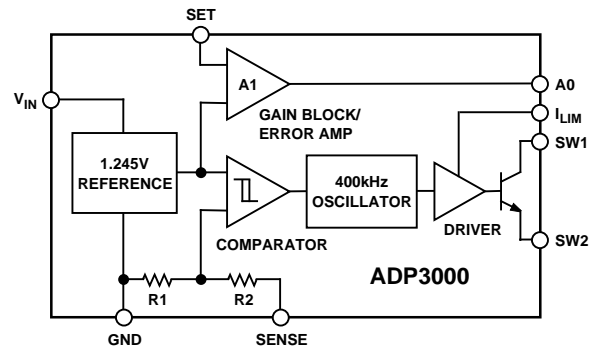 SET
V_IN
A1
A0
GAIN BLOCK/
ERROR AMP
I_LIM
SW1
1.245V
REFERENCE
400kHz
OSCILLATOR
COMPARATOR
DRIVER
SW2
R1
R2
ADP3000
GND
SENSE